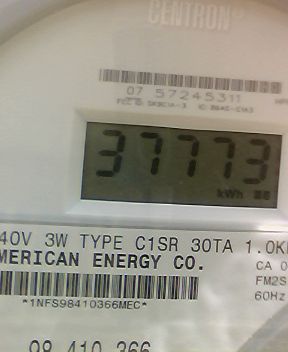 CENTRON
07 57245311
37773
kWh
40V 3W TYPE C1SR 30TA 1.0K
MERICAN ENERGY CO.
CA 0
FM2S
60Hz
*1NFS98410366MEC*
98 410 366